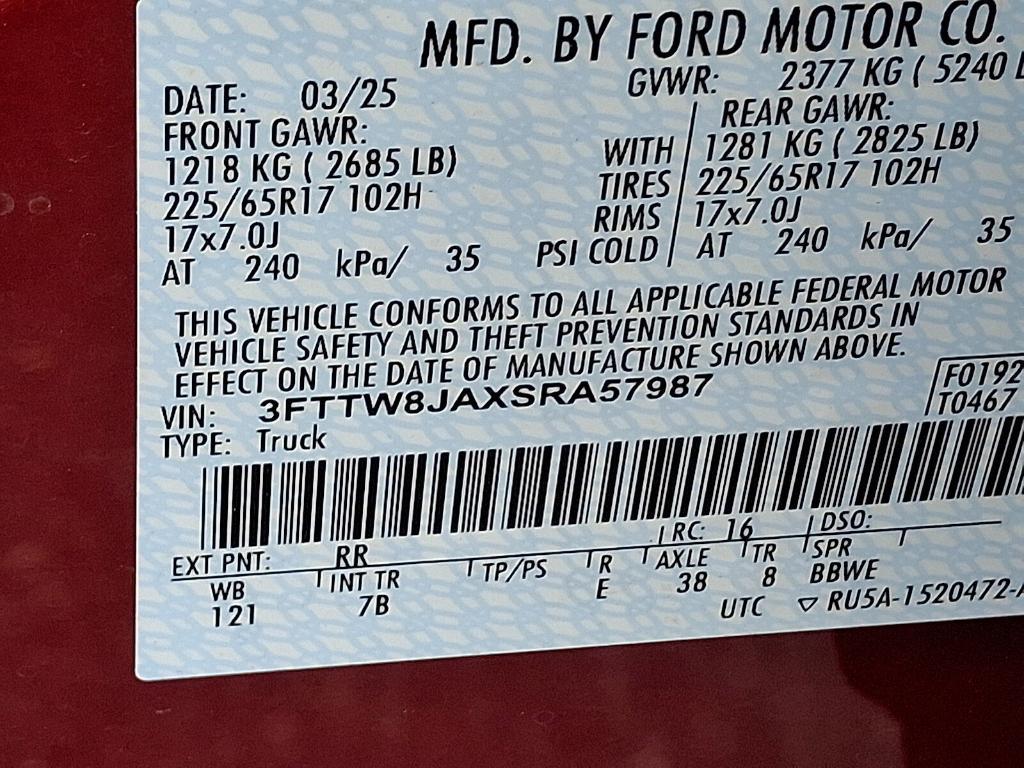 MFD. BY FORD MOTOR CO.
DATE: 03/25 GVWR: 2377 KG ( 5240
FRONT GAWR: REAR GAWR:
1218 KG ( 2685 LB) WITH 1281 KG ( 2825 LB)
225/65R17 102H TIRES 225/65R17 102H
17x7.0J RIMS 17x7.0J
AT 240 kPa/ 35 PSI COLD AT 240 kPa/ 35
THIS VEHICLE CONFORMS TO ALL APPLICABLE FEDERAL MOTOR
VEHICLE SAFETY AND THEFT PREVENTION STANDARDS IN
EFFECT ON THE DATE OF MANUFACTURE SHOWN ABOVE.
VIN: 3FTTW8JAXSRA57987 F0192
TYPE: Truck T0467
EXT PNT: RR RC: 16 DSO:
WB INT TR TP/PS R AXLE TR SPR
121 7B E 38 8 BBWE
UTC ▽ RU5A-1520472-